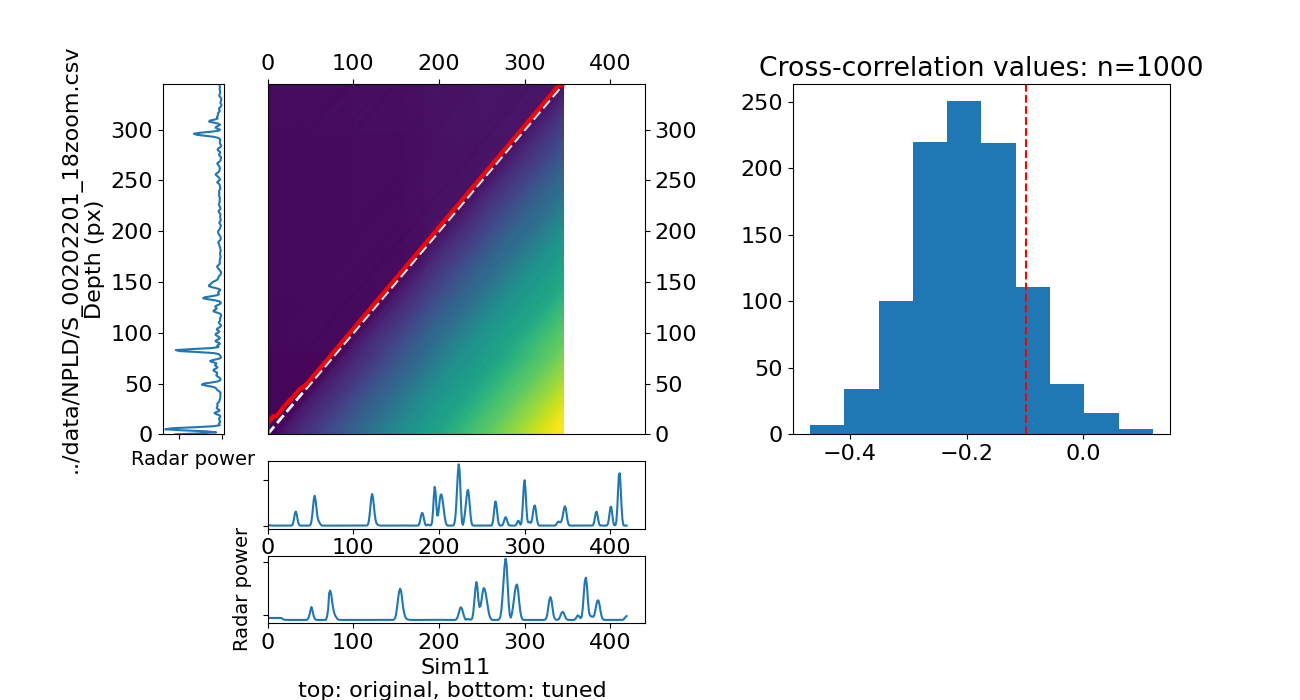 0 100 200 300 400
Cross-correlation values: n=1000
../data/NPLD/S_00202201_18zoom.csv
Depth (px)
300
250
200
150
100
50
0
300
250
200
150
100
50
0
250
200
150
100
50
0
−0.4 −0.2 0.0
Radar power
0 100 200 300 400
Radar power
0 100 200 300 400
Sim11
top: original, bottom: tuned